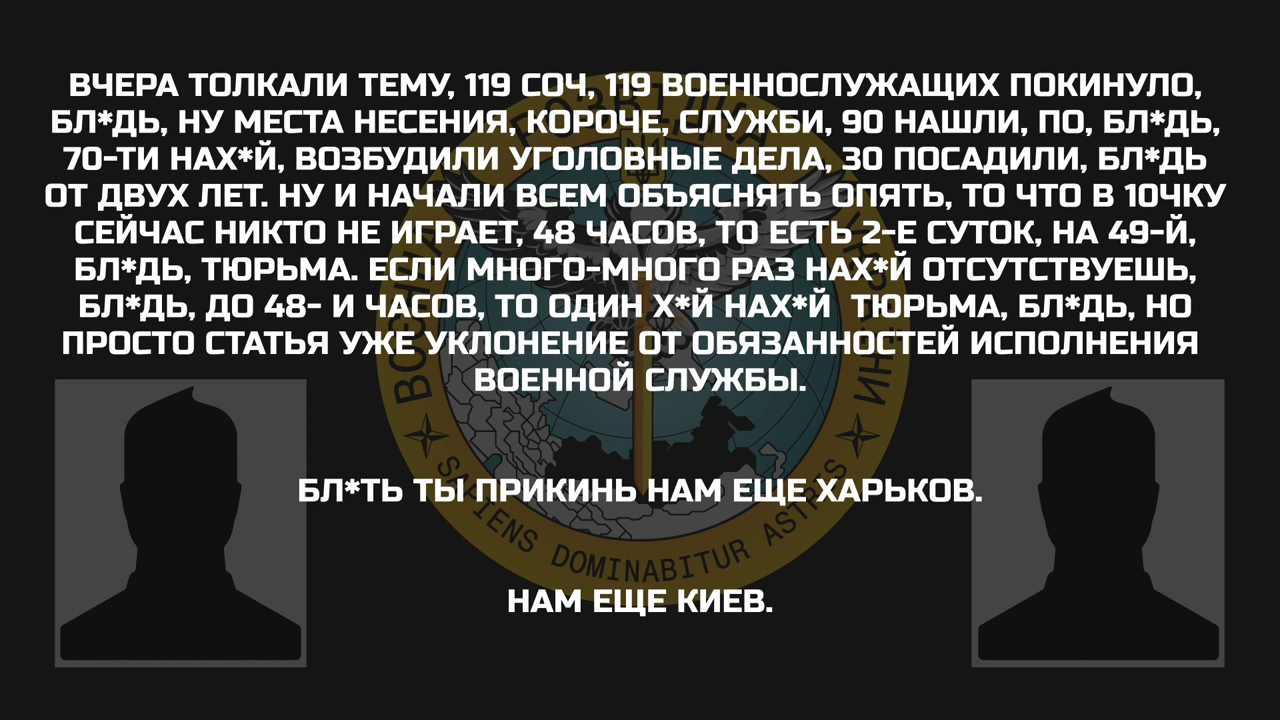 ВЧЕРА ТОЛКАЛИ ТЕМУ, 119 СОЧ, 119 ВОЕННОСЛУЖАЩИХ ПОКИНУЛО,
БЛ*ДЬ, НУ МЕСТА НЕСЕНИЯ, КОРОЧЕ, СЛУЖБИ, 90 НАШЛИ, ПО, БЛ*ДЬ,
70-ТИ НАХ*Й, ВОЗБУДИЛИ УГОЛОВНЫЕ ДЕЛА, 30 ПОСАДИЛИ, БЛ*ДЬ
ОТ ДВУХ ЛЕТ. НУ И НАЧАЛИ ВСЕМ ОБЪЯСНЯТЬ ОПЯТЬ, ТО ЧТО В 10ЧКУ
СЕЙЧАС НИКТО НЕ ИГРАЕТ, 48 ЧАСОВ, ТО ЕСТЬ 2-Е СУТОК, НА 49-Й,
БЛ*ДЬ, ТЮРЬМА. ЕСЛИ МНОГО-МНОГО РАЗ НАХ*Й ОТСУТСТВУЕШЬ,
БЛ*ДЬ, ДО 48- И ЧАСОВ, ТО ОДИН Х*Й НАХ*Й ТЮРЬМА, БЛ*ДЬ, НО
ПРОСТО СТАТЬЯ УЖЕ УКЛОНЕНИЕ ОТ ОБЯЗАННОСТЕЙ ИСПОЛНЕНИЯ
ВОЕННОЙ СЛУЖБЫ.
БЛ*ТЬ ТЫ ПРИКИНЬ НАМ ЕЩЕ ХАРЬКОВ.
НАМ ЕЩЕ КИЕВ.
SAPIENS DOMINABITUR ASTRIS